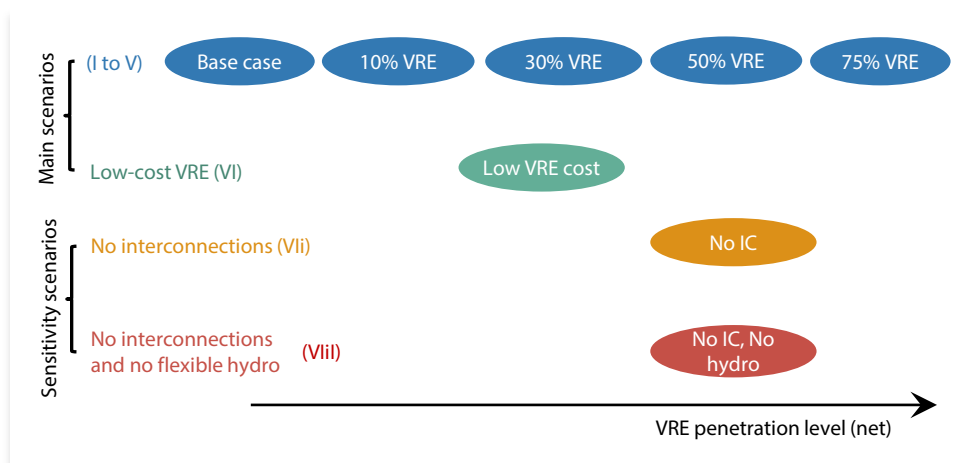 Main scenarios
(I to V)
Base case
10% VRE
30% VRE
50% VRE
75% VRE
Low-cost VRE (VI)
Low VRE cost
Sensitivity scenarios
No interconnections (VIi)
No IC
No interconnections
and no flexible hydro
(VIiI)
No IC, No
hydro
VRE penetration level (net)